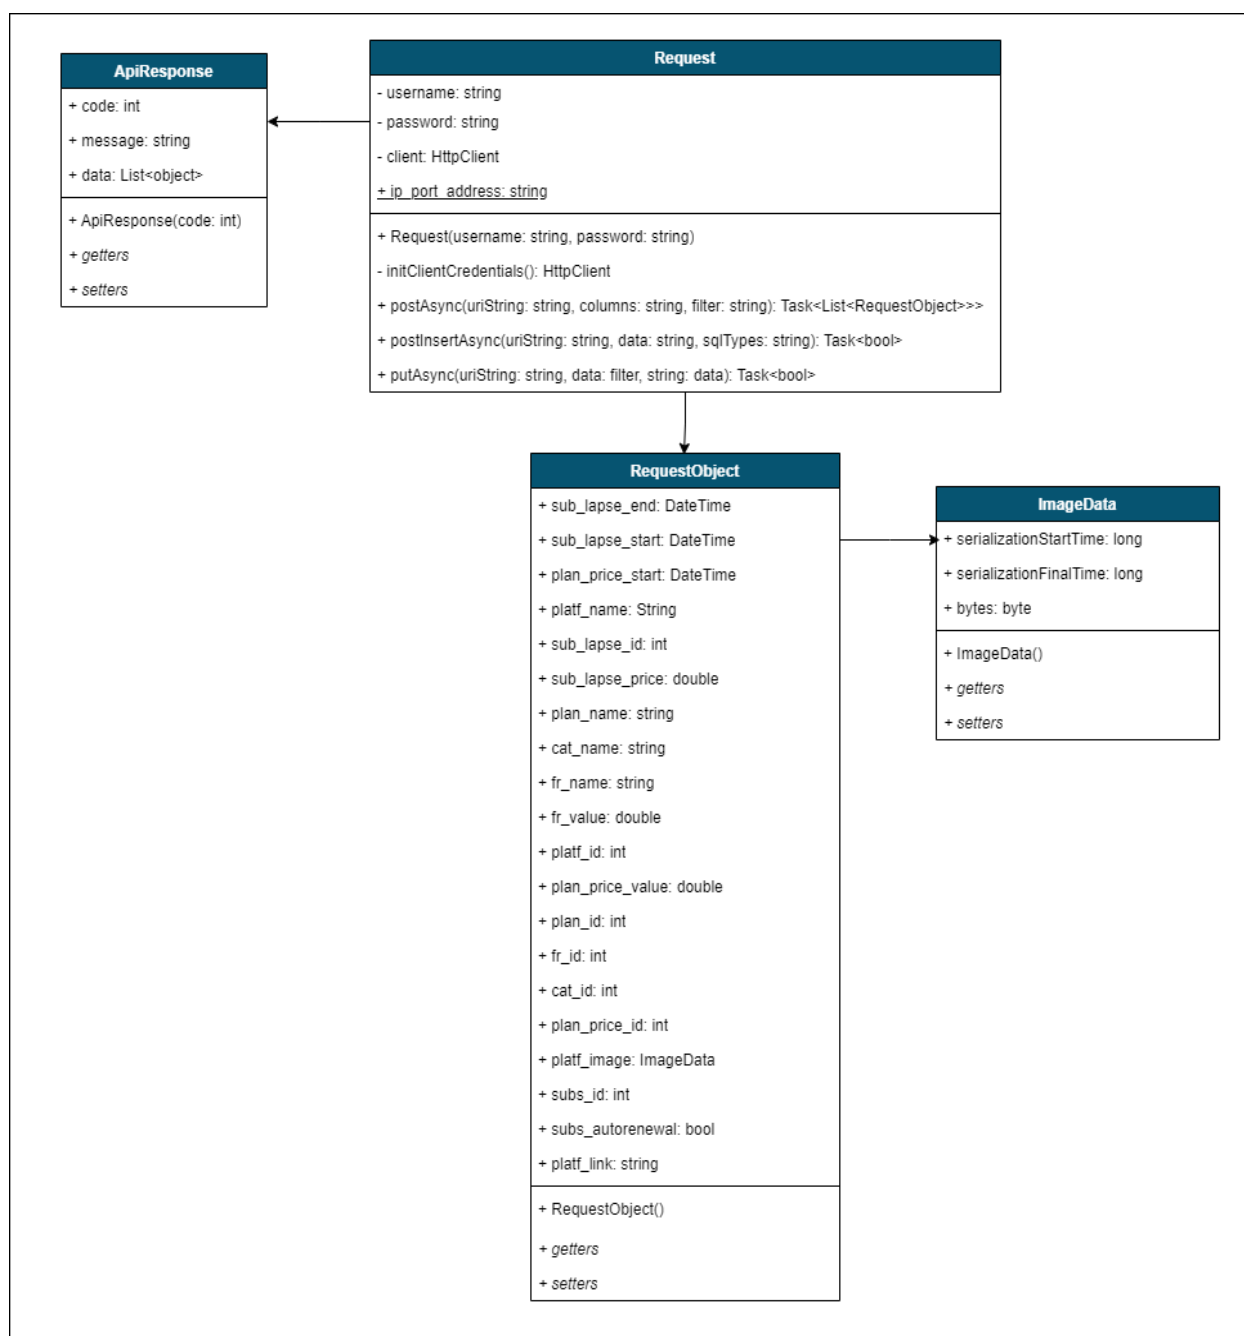 ApiResponse
+ code: int
+ message: string
+ data: List<object>
+ ApiResponse(code: int)
+ getters
+ setters
Request
- username: string
- password: string
- client: HttpClient
+ ip_port_address: string
+ Request(username: string, password: string)
- initClientCredentials(): HttpClient
+ postAsync(uriString: string, columns: string, filter: string): Task<List<RequestObject>>>
+ postInsertAsync(uriString: string, data: string, sqlTypes: string): Task<bool>
+ putAsync(uriString: string, data: filter, string: data): Task<bool>
RequestObject
+ sub_lapse_end: DateTime
+ sub_lapse_start: DateTime
+ plan_price_start: DateTime
+ platf_name: String
+ sub_lapse_id: int
+ sub_lapse_price: double
+ plan_name: string
+ cat_name: string
+ fr_name: string
+ fr_value: double
+ platf_id: int
+ plan_price_value: double
+ plan_id: int
+ fr_id: int
+ cat_id: int
+ plan_price_id: int
+ platf_image: ImageData
+ subs_id: int
+ subs_autorenewal: bool
+ platf_link: string
+ RequestObject()
+ getters
+ setters
ImageData
+ serializationStartTime: long
+ serializationFinalTime: long
+ bytes: byte
+ ImageData()
+ getters
+ setters